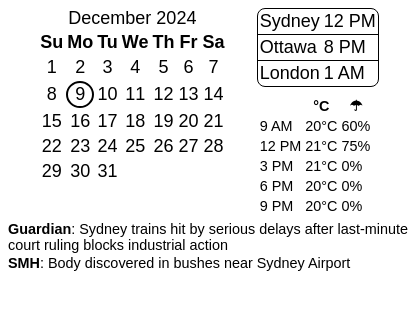 December 2024
Su Mo Tu We Th Fr Sa
1 2 3 4 5 6 7
8 9 10 11 12 13 14
15 16 17 18 19 20 21
22 23 24 25 26 27 28
29 30 31
Sydney 12 PM
Ottawa 8 PM
London 1 AM
°C ☂
9 AM 20°C 60%
12 PM 21°C 75%
3 PM 21°C 0%
6 PM 20°C 0%
9 PM 20°C 0%
Guardian: Sydney trains hit by serious delays after last-minute
court ruling blocks industrial action
SMH: Body discovered in bushes near Sydney Airport